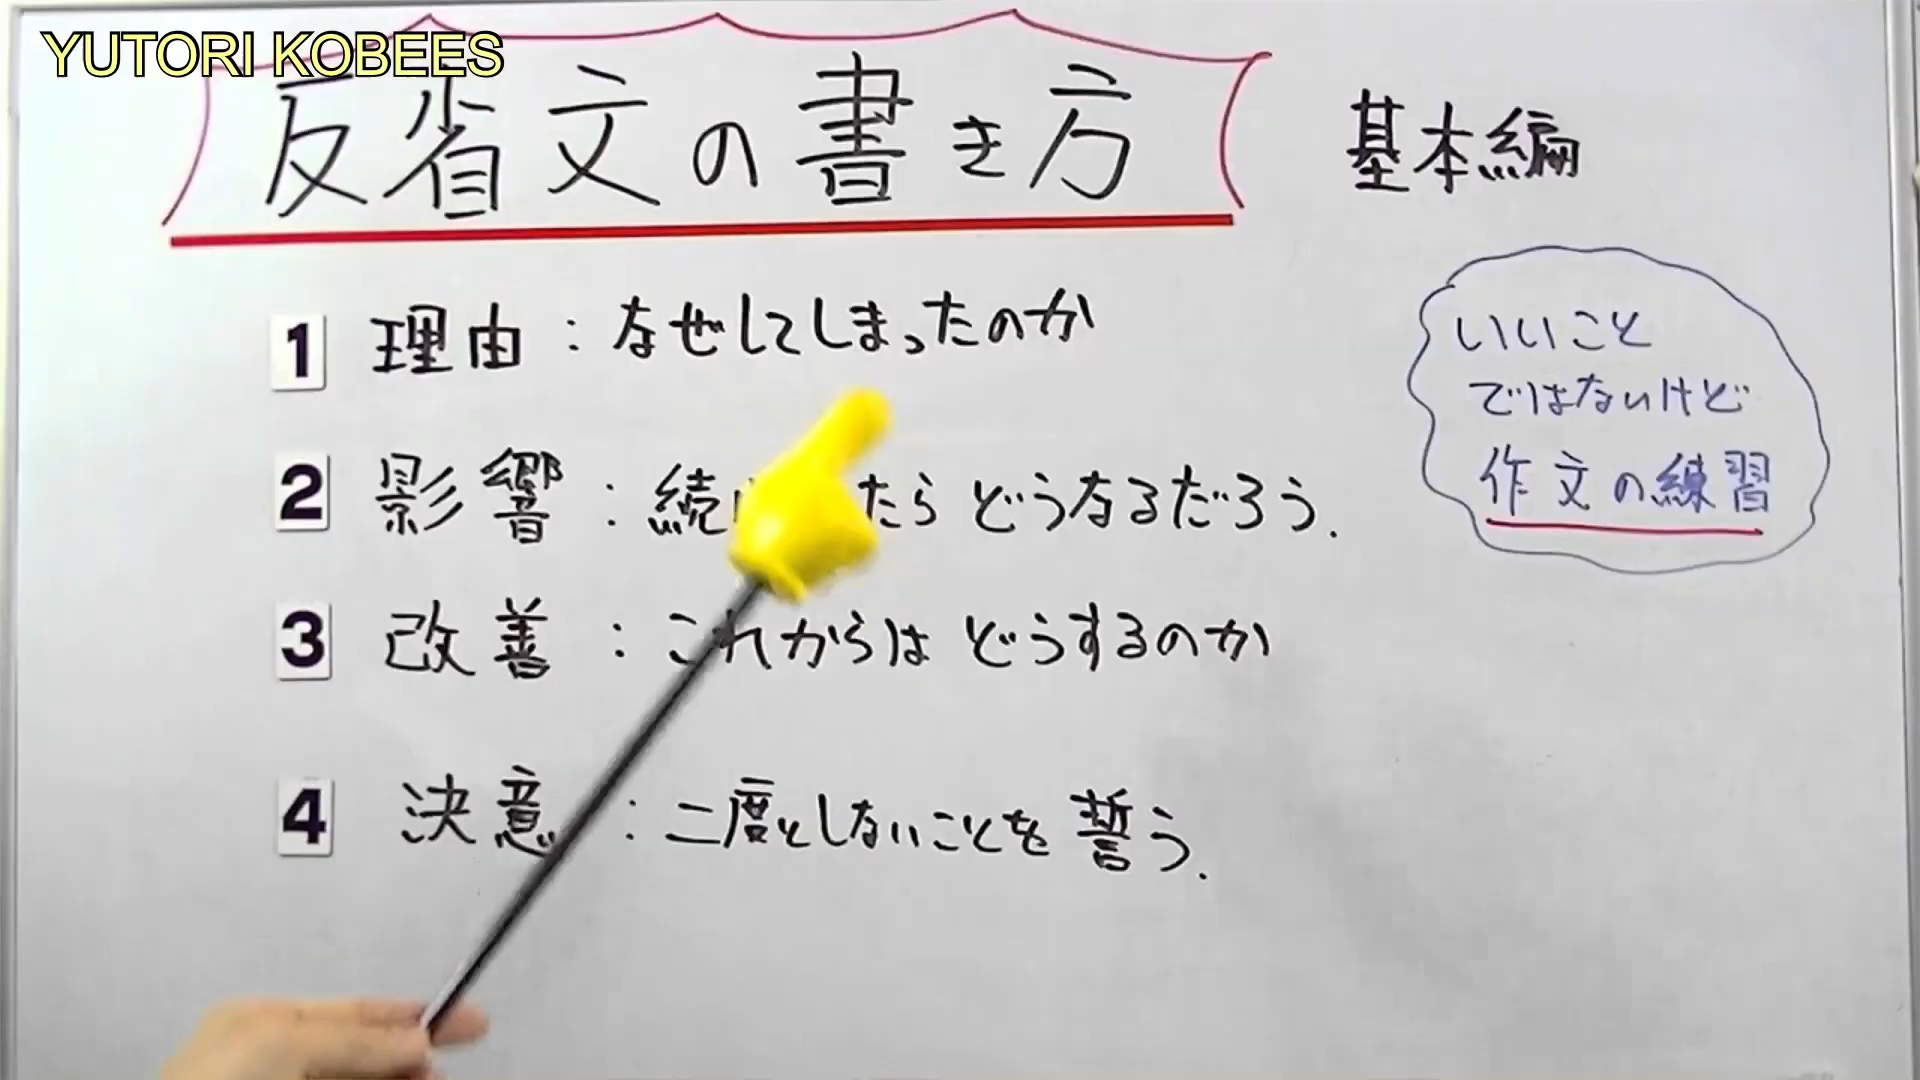 YUTORI KOBEES
反省文の書き方
基本編
1 理由：なぜしてしまったのか
2 影響：続 たら どうなるだろう.
3 改善：これからは どうするのか
4 決意：二度としないことを 誓う.
いいこと
ではないけど
作文の練習